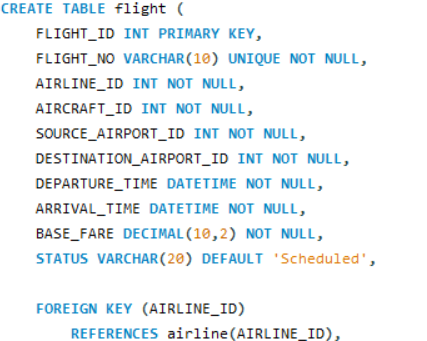 CREATE TABLE flight (
    FLIGHT_ID INT PRIMARY KEY,
    FLIGHT_NO VARCHAR(10) UNIQUE NOT NULL,
    AIRLINE_ID INT NOT NULL,
    AIRCRAFT_ID INT NOT NULL,
    SOURCE_AIRPORT_ID INT NOT NULL,
    DESTINATION_AIRPORT_ID INT NOT NULL,
    DEPARTURE_TIME DATETIME NOT NULL,
    ARRIVAL_TIME DATETIME NOT NULL,
    BASE_FARE DECIMAL(10,2) NOT NULL,
    STATUS VARCHAR(20) DEFAULT 'Scheduled',
    FOREIGN KEY (AIRLINE_ID)
        REFERENCES airline(AIRLINE_ID),